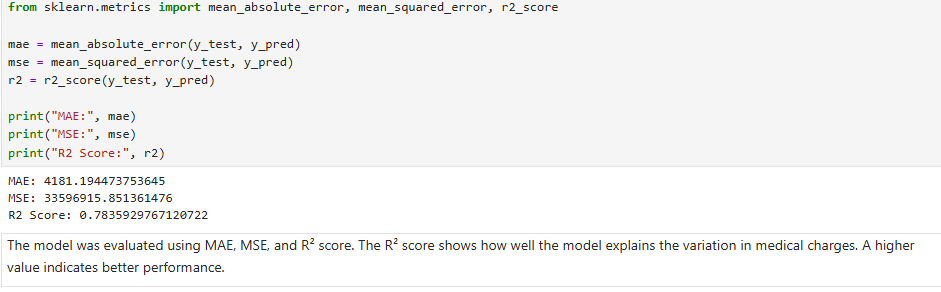 from sklearn.metrics import mean_absolute_error, mean_squared_error, r2_score
mae = mean_absolute_error(y_test, y_pred)
mse = mean_squared_error(y_test, y_pred)
r2 = r2_score(y_test, y_pred)
print("MAE:", mae)
print("MSE:", mse)
print("R2 Score:", r2)
MAE: 4181.194473753645
MSE: 33596915.851361476
R2 Score: 0.7835929767120722
The model was evaluated using MAE, MSE, and R² score. The R² score shows how well the model explains the variation in medical charges. A higher
value indicates better performance.